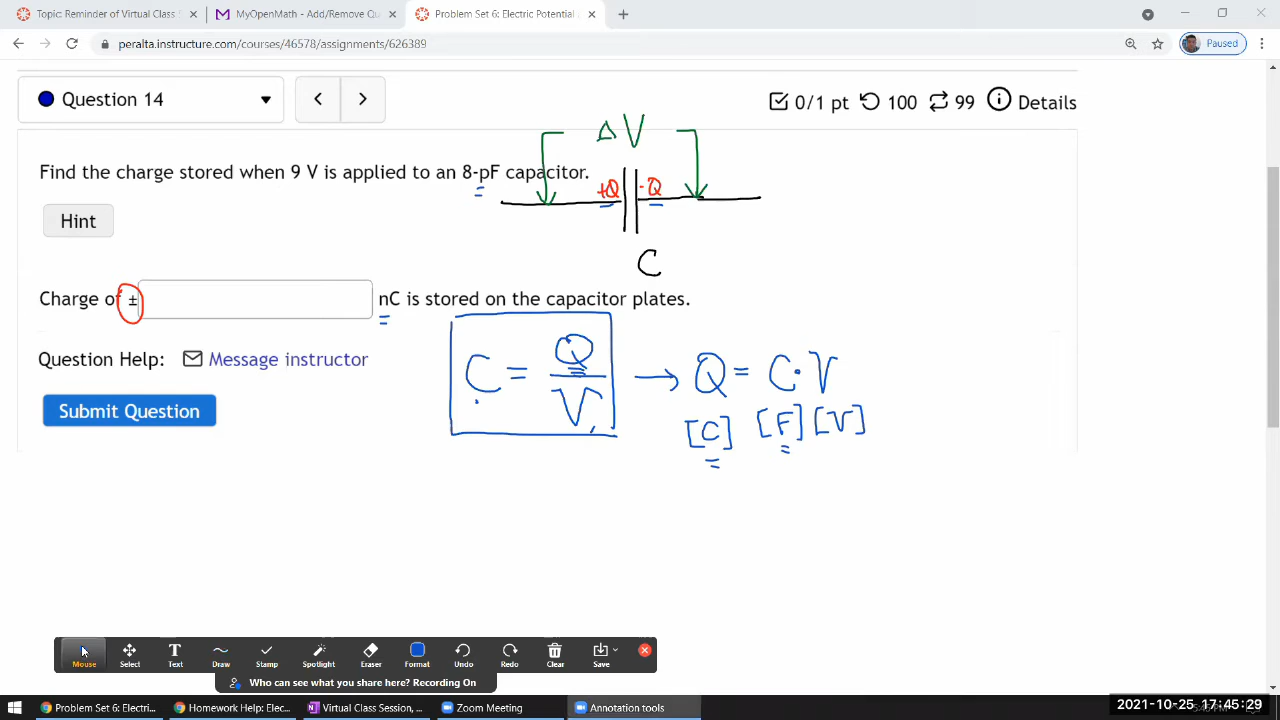 Topic: Reminder of Virtual Class
MyOpenMath - Add/Remove Qu
Problem Set 6: Electric Potential
peralta.instructure.com/courses/46578/assignments/626389
Paused
Question 14
0/1 pt 100 99 Details
ΔV
Find the charge stored when 9 V is applied to an 8-pF capacitor.
+Q -Q
Hint
C
Charge of ± nC is stored on the capacitor plates.
Question Help: Message instructor
C = Q/V → Q = C·V
[C] [F] [V]
Submit Question
Mouse Select Text Draw Stamp Spotlight Eraser Format Undo Redo Clear Save
Who can see what you share here? Recording On
Problem Set 6: Electri...
Homework Help: Elec...
Virtual Class Session, ...
Zoom Meeting
Annotation tools
2021-10-25 17:45:29